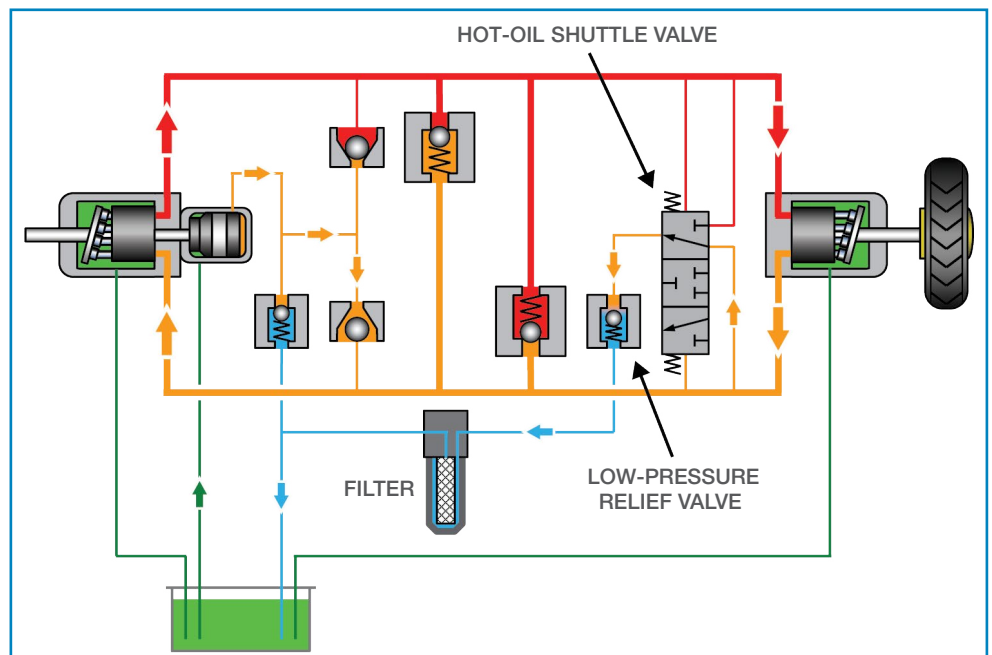 HOT-OIL SHUTTLE VALVE
FILTER
LOW-PRESSURE
RELIEF VALVE